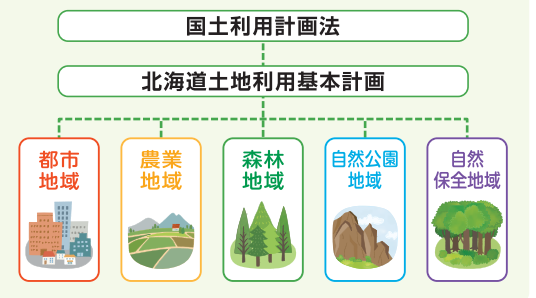 国土利用計画法
北海道土地利用基本計画
都市
地域
農業
地域
森林
地域
自然公園
地域
自然
保全地域